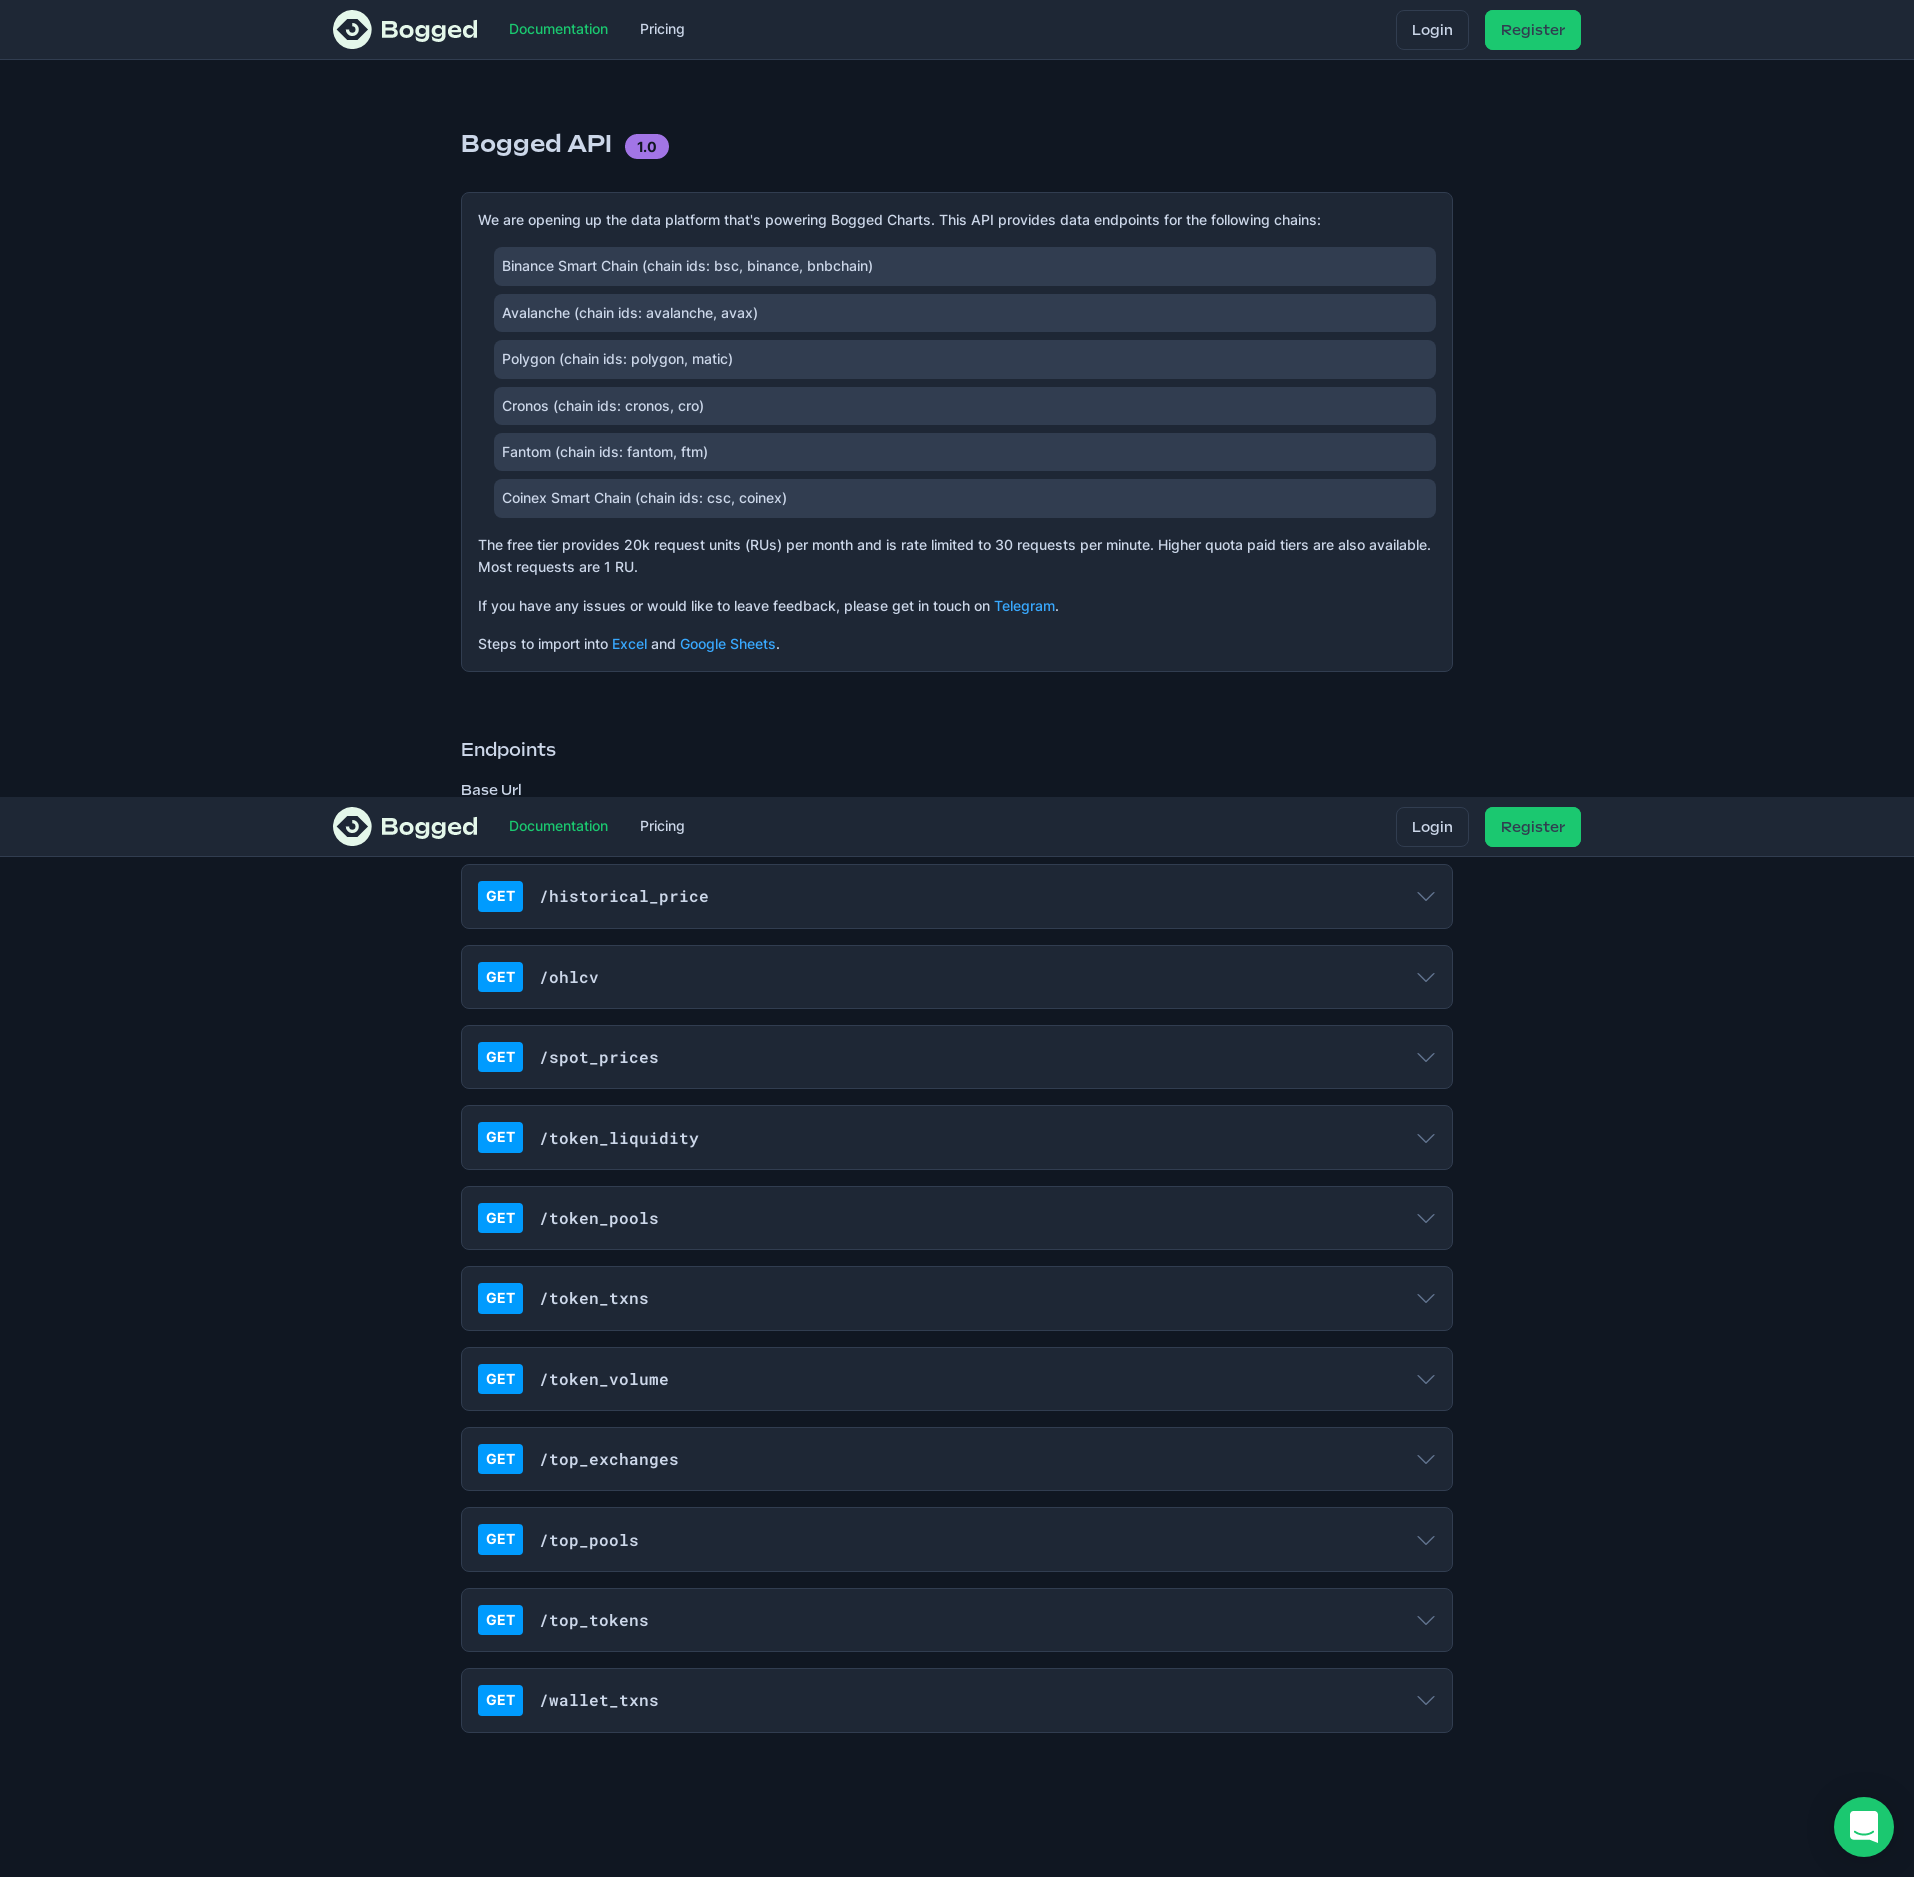 Bogged Documentation Pricing Login Register
Bogged API 1.0
We are opening up the data platform that's powering Bogged Charts. This API provides data endpoints for the following chains:
Binance Smart Chain (chain ids: bsc, binance, bnbchain)
Avalanche (chain ids: avalanche, avax)
Polygon (chain ids: polygon, matic)
Cronos (chain ids: cronos, cro)
Fantom (chain ids: fantom, ftm)
Coinex Smart Chain (chain ids: csc, coinex)
The free tier provides 20k request units (RUs) per month and is rate limited to 30 requests per minute. Higher quota paid tiers are also available.
Most requests are 1 RU.
If you have any issues or would like to leave feedback, please get in touch on Telegram.
Steps to import into Excel and Google Sheets.
Endpoints
Base Url
Bogged Documentation Pricing Login Register
GET /historical_price
GET /ohlcv
GET /spot_prices
GET /token_liquidity
GET /token_pools
GET /token_txns
GET /token_volume
GET /top_exchanges
GET /top_pools
GET /top_tokens
GET /wallet_txns